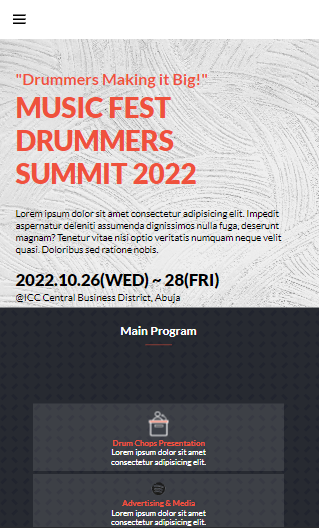 "Drummers Making it Big!"
MUSIC FEST
DRUMMERS
SUMMIT 2022
Lorem ipsum dolor sit amet consectetur adipisicing elit. Impedit
aspernatur deleniti assumenda dignissimos nulla fuga, deserunt
magnam? Tenetur vitae nisi optio veritatis numquam neque velit
quasi. Doloribus sed ratione nobis.
2022.10.26(WED) ~ 28(FRI)
@ICC Central Business District, Abuja
Main Program
Drum Chops Presentation
Lorem ipsum dolor sit amet
consectetur adipisicing elit.
Advertising & Media
Lorem ipsum dolor sit amet
consectetur adipisicing elit.